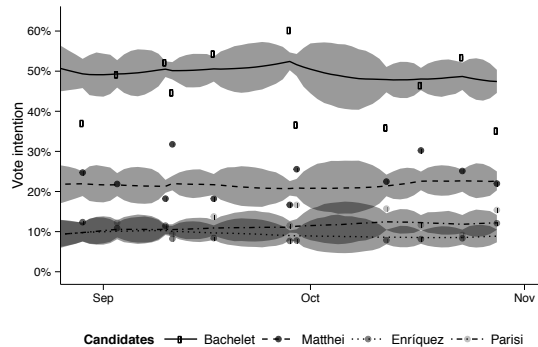 Vote intention
60%
50%
40%
30%
20%
10%
0%
Sep Oct Nov
Candidates Bachelet Matthei Enríquez Parisi